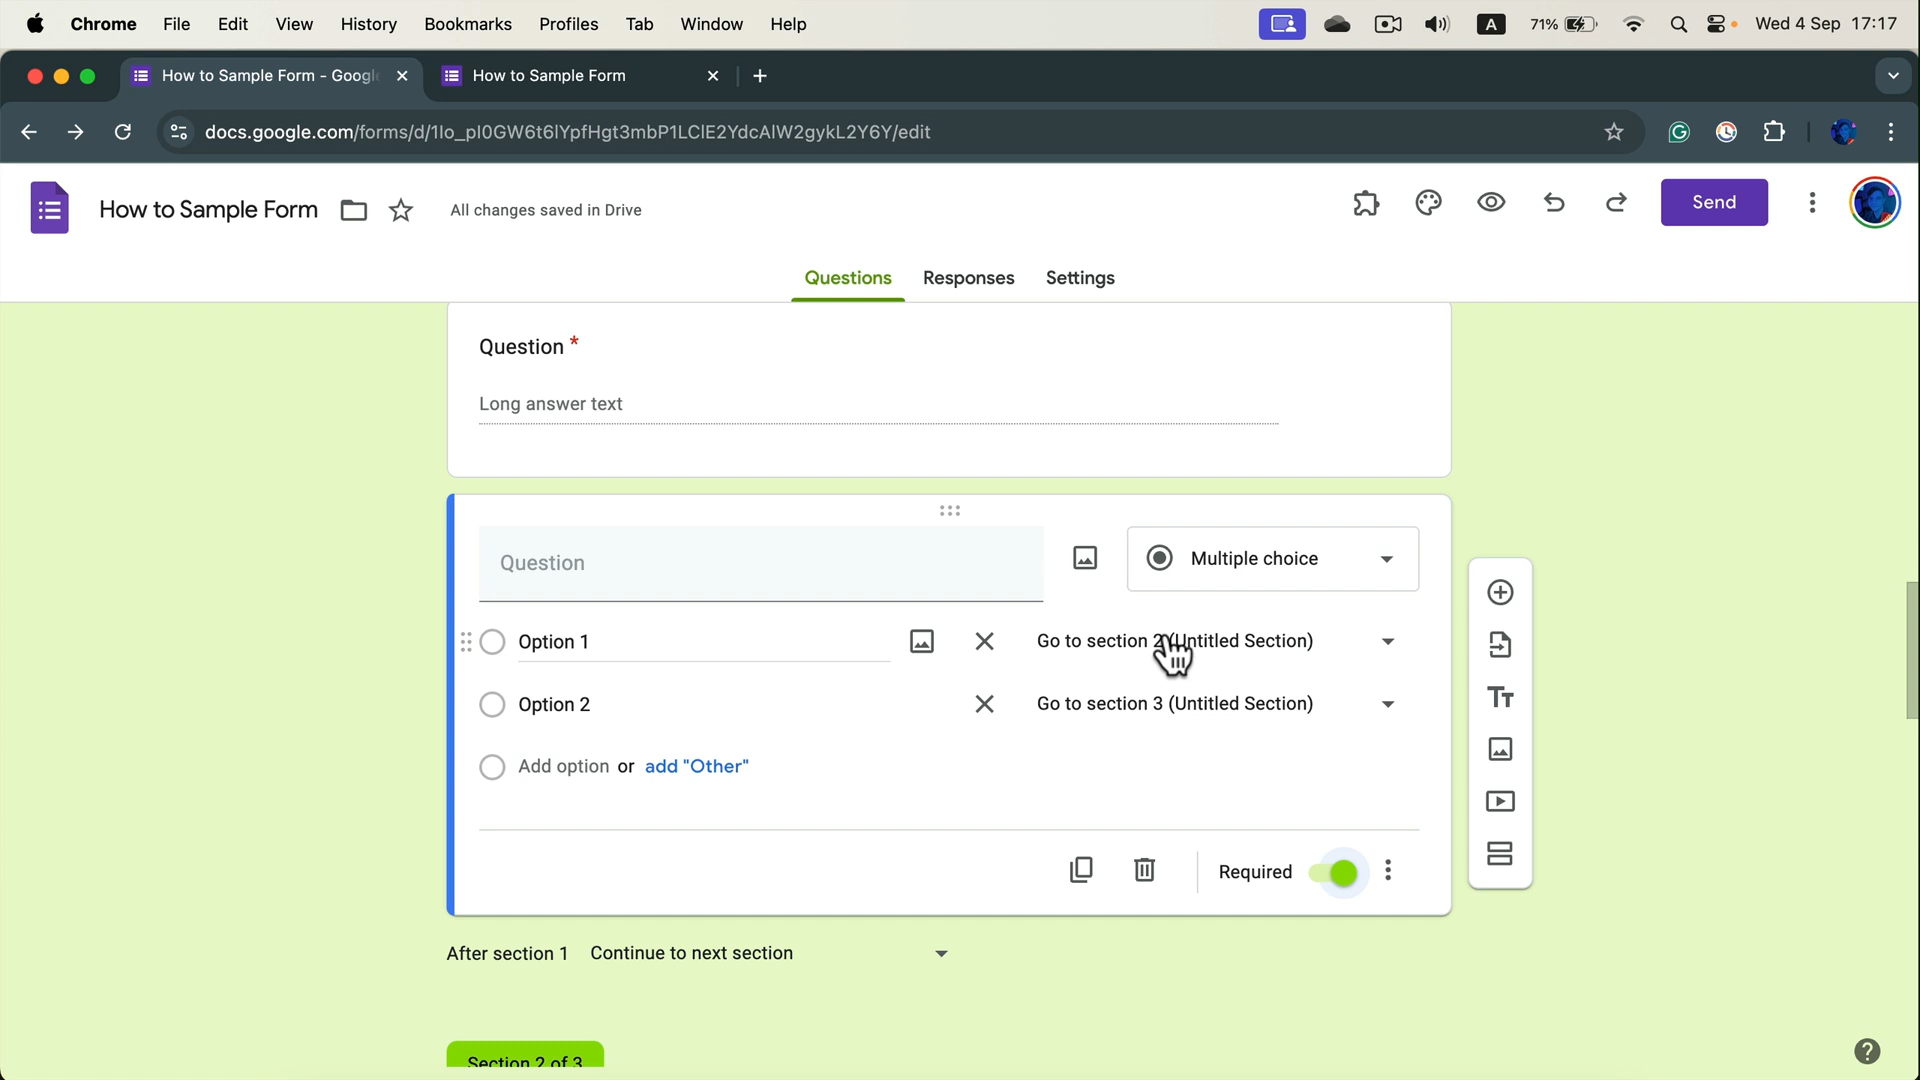 Chrome File Edit View History Bookmarks Profiles Tab Window Help A 71% Wed 4 Sep 17:17
How to Sample Form - Google How to Sample Form
docs.google.com/forms/d/1lo_pl0GW6t6lYpfHgt3mbP1LClE2YdcAlW2gykL2Y6Y/edit
How to Sample Form All changes saved in Drive Send
Questions Responses Settings
Question *
Long answer text
Question Multiple choice
Option 1 Go to section 2 (Untitled Section)
Option 2 Go to section 3 (Untitled Section)
Add option or add "Other"
Required
After section 1 Continue to next section
Section 2 of 3